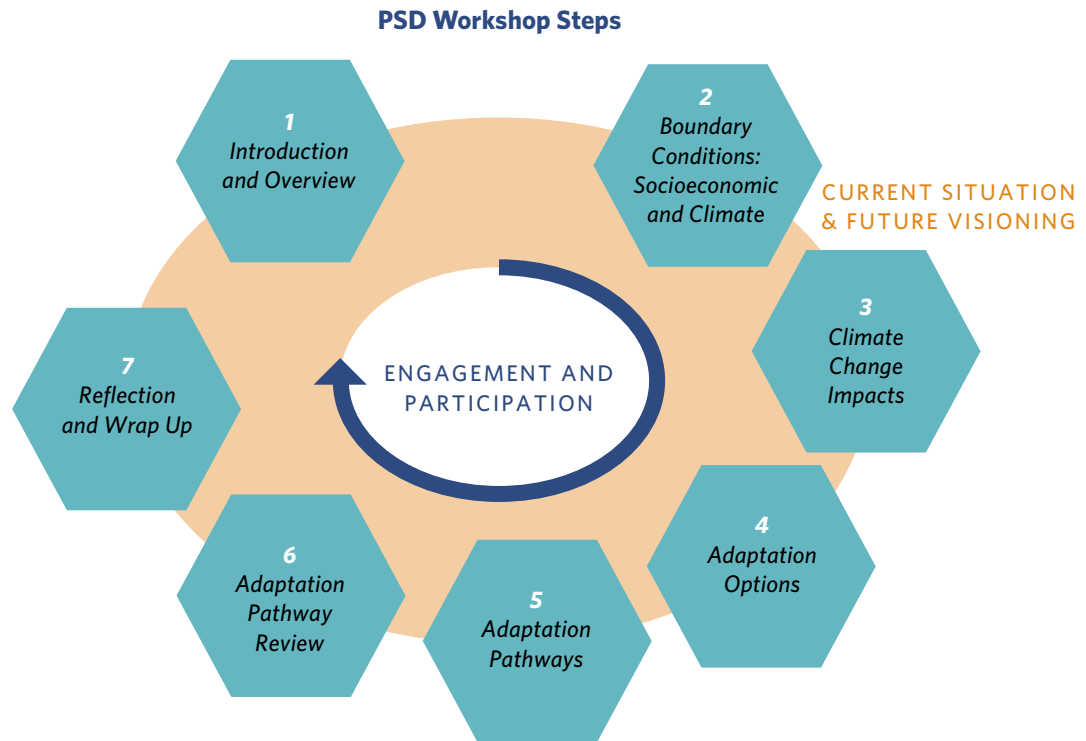 PSD Workshop Steps
1
Introduction
and Overview
2
Boundary
Conditions:
Socioeconomic
and Climate
CURRENT SITUATION
& FUTURE VISIONING
3
Climate
Change
Impacts
4
Adaptation
Options
5
Adaptation
Pathways
6
Adaptation
Pathway
Review
7
Reflection
and Wrap Up
ENGAGEMENT AND
PARTICIPATION